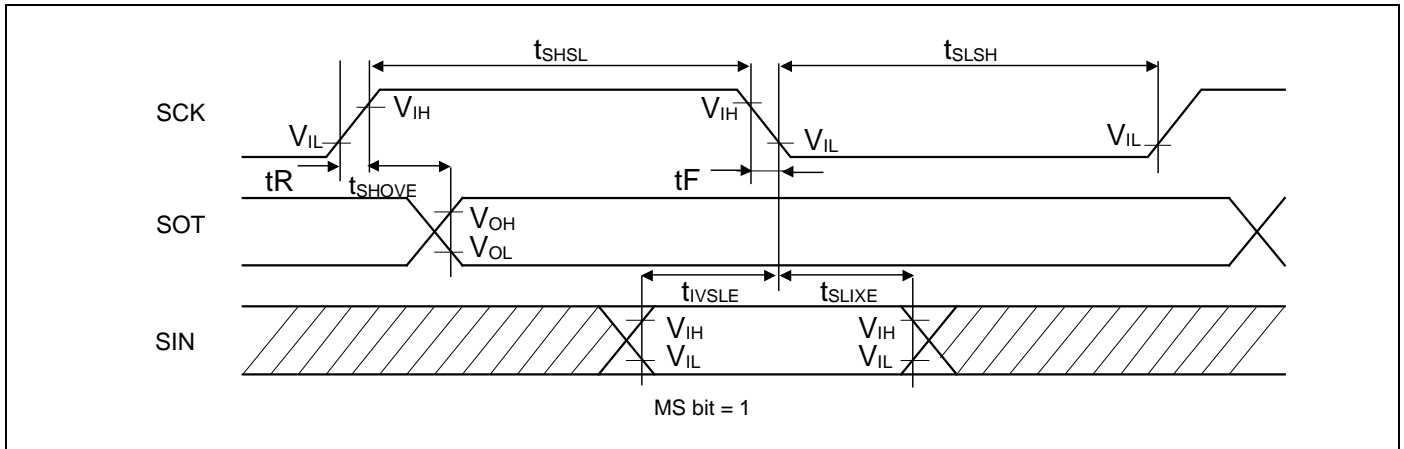 tSHSL tSLSH
SCK VIH VIH
VIL VIL VIL
tR tSHOVE tF
SOT VOH
VOL
tIVSLE tSLIXE
SIN VIH VIH
VIL VIL
MS bit = 1